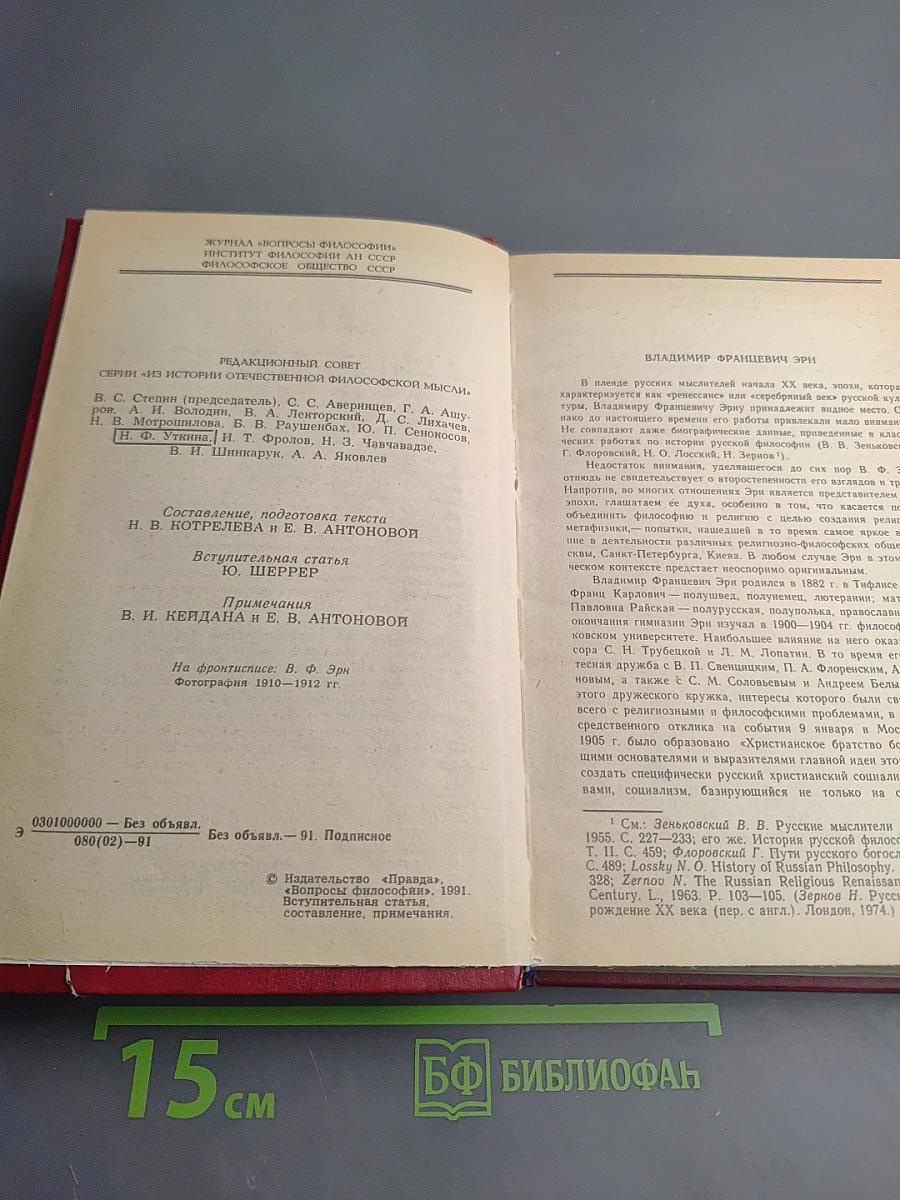 ЖУРНАЛ «ВОПРОСЫ ФИЛОСОФИИ»
ИНСТИТУТ ФИЛОСОФИИ АН СССР
ФИЛОСОФСКОЕ ОБЩЕСТВО СССР
РЕДАКЦИОННЫЙ СОВЕТ
СЕРИИ «ИЗ ИСТОРИИ ОТЕЧЕСТВЕННОЙ ФИЛОСОФСКОЙ МЫСЛИ»
В. С. Степин (председатель), С. С. Аверинцев, Г. А. Ашу-
ров, А. И. Володин, В. А. Лекторский, Д. С. Лихачев,
Н. В. Мотрошилова, Б. В. Раушенбах, Ю. П. Сенокосов,
Н. Ф. Уткина, И. Т. Фролов, Н. З. Чавчавадзе,
В. И. Шинкарук, А. А. Яковлев
Составление, подготовка текста
Н. В. КОТРЕЛЕВА и Е. В. АНТОНОВОЙ
Вступительная статья
Ю. ШЕРРЕР
Примечания
В. И. КЕЙДАНА и Е. В. АНТОНОВОЙ
На фронтисписе: В. Ф. Эрн
Фотография 1910—1912 гг.
Э 0301000000 — Без объявл.
080(02)—91
Без объявл.— 91. Подписное
© Издательство «Правда»,
«Вопросы философии», 1991.
Вступительная статья,
составление, примечания.
ВЛАДИМИР ФРАНЦЕВИЧ ЭРН
В плеяде русских мыслителей начала XX века, эпохи, котора
характеризуется как «ренессанс» или «серебряный век» русской кул
туры, Владимиру Францевичу Эрну принадлежит видное место. О
нако до настоящего времени его работы привлекали мало вниман
Не совпадают даже биографические данные, приведенные в клас
ческих работах по истории русской философии (В. В. Зеньковс
Г. Флоровский, Н. О. Лосский, Н. Зернов ¹).
Недостаток внимания, уделявшегося до сих пор В. Ф. Э
отнюдь не свидетельствует о второстепенности его взглядов и тр
Напротив, во многих отношениях Эрн является представителем
эпохи, глашатаем ее духа, особенно в том, что касается по
объединить философию и религию с целью создания религ
метафизики,— попытки, нашедшей в то время самое яркое в
ние в деятельности различных религиозно-философских обще
сквы, Санкт-Петербурга, Киева. В любом случае Эрн в этом
ческом контексте предстает неоспоримо оригинальным.
Владимир Францевич Эрн родился в 1882 г. в Тифлисе
Франц Карлович — полушвед, полунемец, лютеранин; мат
Павловна Райская — полурусская, полуполька, православн
окончания гимназии Эрн изучал в 1900—1904 гг. философ
ковском университете. Наибольшее влияние на него оказ
сора С. Н. Трубецкой и Л. М. Лопатин. В то время ег
тесная дружба с В. П. Свенцицким, П. А. Флоренским, А
новым, а также с С. М. Соловьевым и Андреем Белы
этого дружеского кружка, интересы которого были св
всего с религиозными и философскими проблемами, в
средственного отклика на события 9 января в Мос
1905 г. было образовано «Христианское братство бо
щими основателями и выразителями главной идеи это
создать специфически русский христианский социали
вами, социализм, базирующийся не только на с
¹ См.: Зеньковский В. В. Русские мыслители
1955. С. 227—233; его же. История русской филосо
Т. II. С. 459; Флоровский Г. Пути русского богосл
С. 489; Lossky N. O. History of Russian Philosophy.
328; Zernov N. The Russian Religious Renaissan
Century. L., 1963. P. 103—105. (Зернов Н. Русск
рождение XX века (пер. с англ.). Лондон, 1974.)
15 см
БФ БИБЛИОФАН